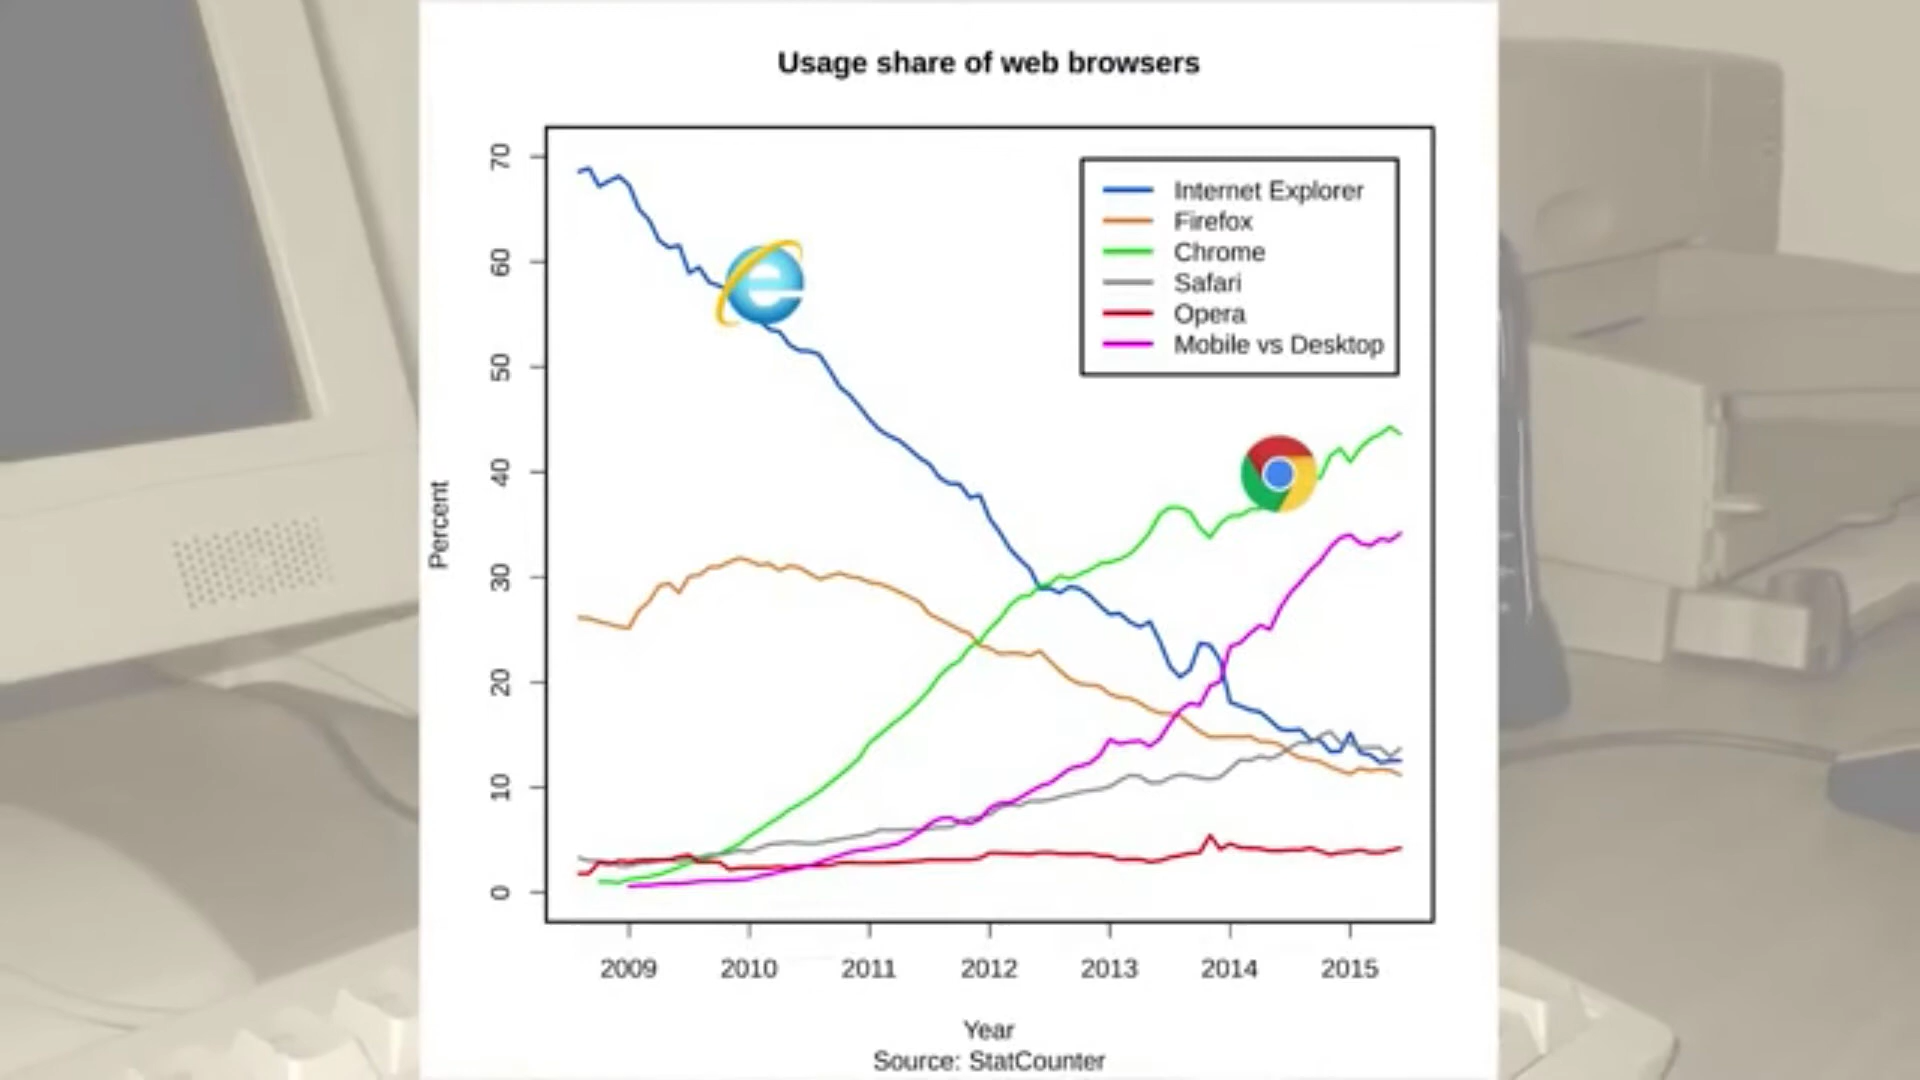 Usage share of web browsers
70
60
50
40
30
20
10
0
Percent
Internet Explorer
Firefox
Chrome
Safari
Opera
Mobile vs Desktop
2009 2010 2011 2012 2013 2014 2015
Year
Source: StatCounter